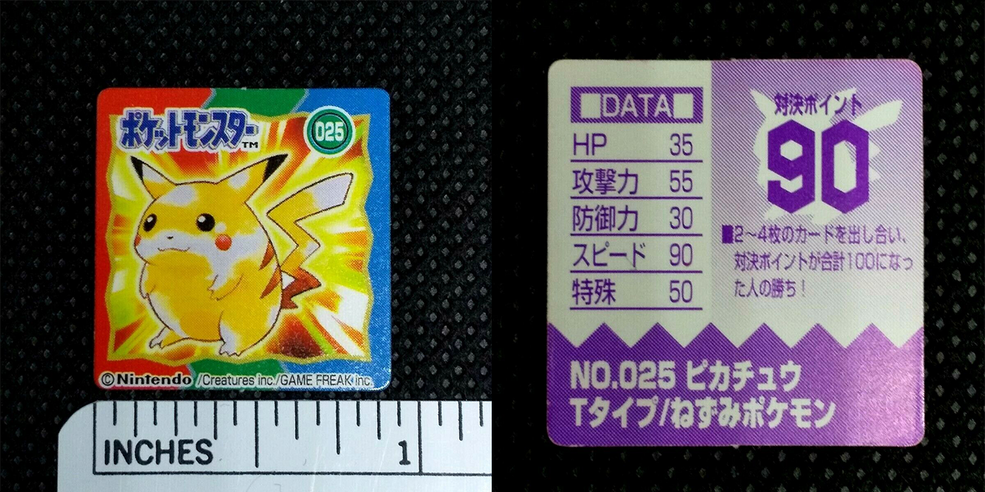 ポケットモンスター™
025
©Nintendo /Creatures inc./GAME FREAK inc.
INCHES 1
■DATA■
HP 35
攻撃力 55
防御力 30
スピード 90
特殊 50
対決ポイント
90
■2～4枚のカードを出し合い、
対決ポイントが合計100になっ
た人の勝ち！
NO.025 ピカチュウ
Tタイプ/ねずみポケモン